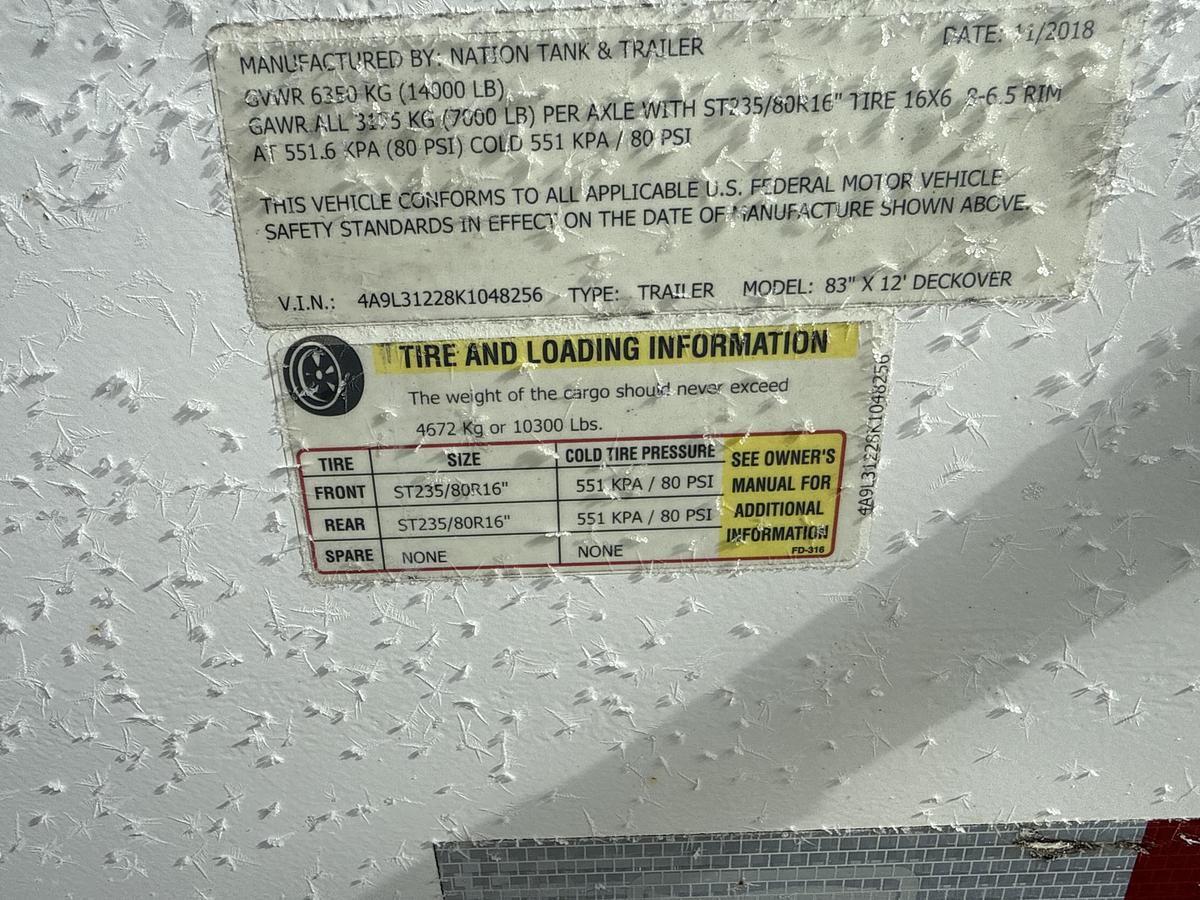 MANUFACTURED BY: NATION TANK & TRAILER DATE: 11/2018
GVWR 6350 KG (14000 LB)
GAWR ALL 3175 KG (7000 LB) PER AXLE WITH ST235/80R16" TIRE 16X6 8-6.5 RIM
AT 551.6 KPA (80 PSI) COLD 551 KPA / 80 PSI
THIS VEHICLE CONFORMS TO ALL APPLICABLE U.S. FEDERAL MOTOR VEHICLE
SAFETY STANDARDS IN EFFECT ON THE DATE OF MANUFACTURE SHOWN ABOVE.
V.I.N.: 4A9L31228K1048256 TYPE: TRAILER MODEL: 83" X 12' DECKOVER
TIRE AND LOADING INFORMATION
The weight of the cargo should never exceed
4672 Kg or 10300 Lbs.
TIRE SIZE COLD TIRE PRESSURE
FRONT ST235/80R16" 551 KPA / 80 PSI
REAR ST235/80R16" 551 KPA / 80 PSI
SPARE NONE NONE
SEE OWNER'S
MANUAL FOR
ADDITIONAL
INFORMATION
FD-316
4A9L31228K1048256